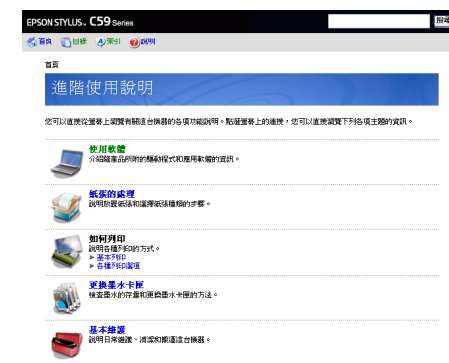 EPSON STYLUS™ C59 Series
首頁 目錄 索引 說明
首頁
進階使用說明
您可以直接從螢幕上瀏覽有關這台機器的各項功能說明。點選螢幕上的連接，您可以直接瀏覽下列各項主題的資訊。
使用軟體
介紹隨產品所附的驅動程式和應用軟體的資訊。
紙張的處理
說明放置紙張和選擇紙張種類的步驟。
如何列印
說明各種列印的方式。
▶ 基本列印
▶ 各種列印選項
更換墨水卡匣
檢查墨水的存量和更換墨水卡匣的方法。
基本維護
說明日常維護、清潔和搬運這台機器。